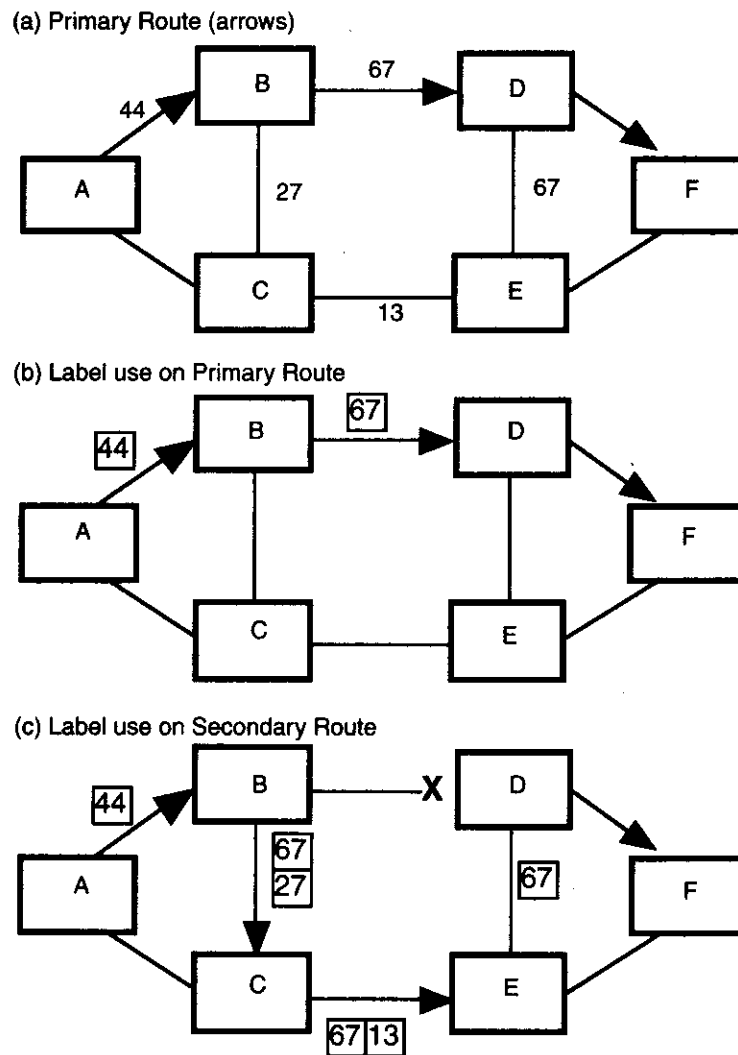 (a) Primary Route (arrows)
B
67
D
44
A
27
67
F
C
E
13
(b) Label use on Primary Route
B
67
D
44
A
F
C
E
(c) Label use on Secondary Route
B
X
D
44
67
27
67
A
F
C
E
67 13